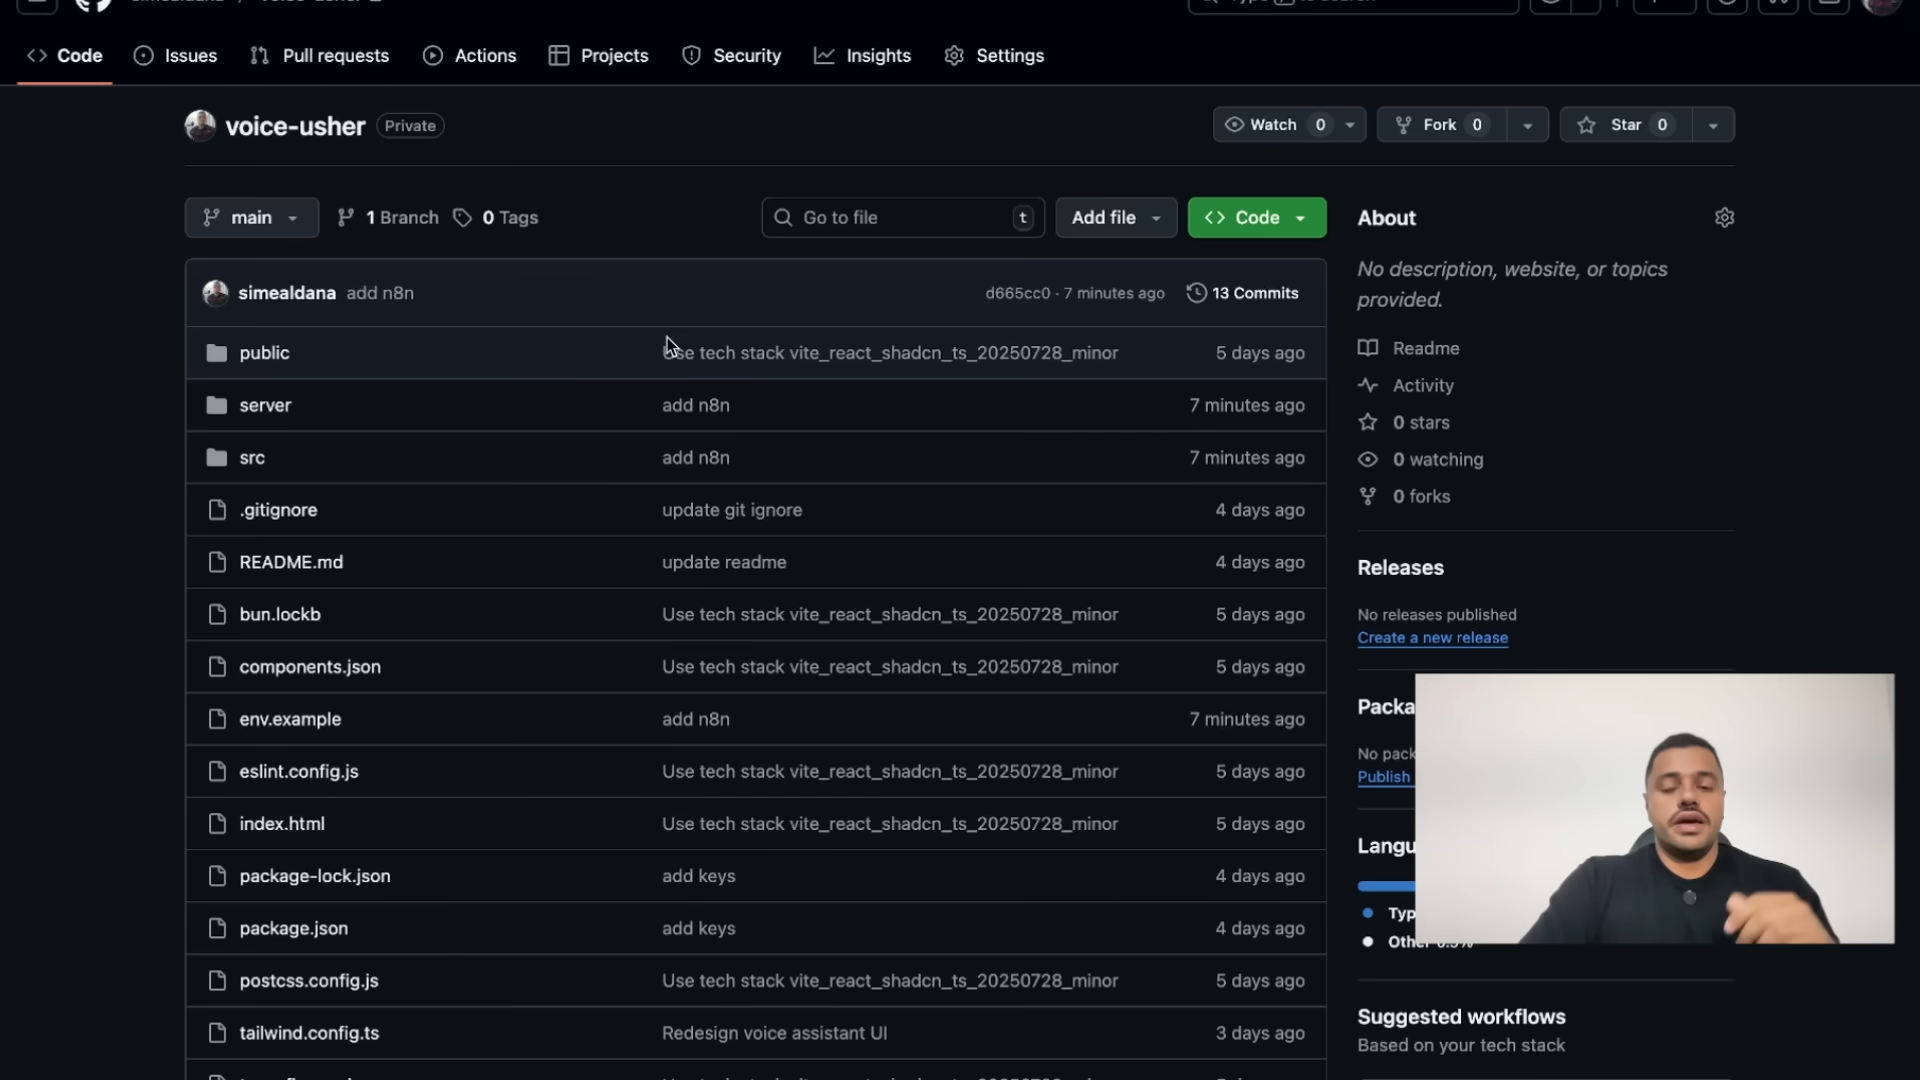 Code Issues Pull requests Actions Projects Security Insights Settings
voice-usher Private Watch 0 Fork 0 Star 0
main 1 Branch 0 Tags Go to file t Add file Code
simealdana add n8n d665cc0 · 7 minutes ago 13 Commits
public Use tech stack vite_react_shadcn_ts_20250728_minor 5 days ago
server add n8n 7 minutes ago
src add n8n 7 minutes ago
.gitignore update git ignore 4 days ago
README.md update readme 4 days ago
bun.lockb Use tech stack vite_react_shadcn_ts_20250728_minor 5 days ago
components.json Use tech stack vite_react_shadcn_ts_20250728_minor 5 days ago
env.example add n8n 7 minutes ago
eslint.config.js Use tech stack vite_react_shadcn_ts_20250728_minor 5 days ago
index.html Use tech stack vite_react_shadcn_ts_20250728_minor 5 days ago
package-lock.json add keys 4 days ago
package.json add keys 4 days ago
postcss.config.js Use tech stack vite_react_shadcn_ts_20250728_minor 5 days ago
tailwind.config.ts Redesign voice assistant UI 3 days ago
About
No description, website, or topics
provided.
Readme
Activity
0 stars
0 watching
0 forks
Releases
No releases published
Create a new release
Packa
No pack
Publish
Langu
Typ
Other
Suggested workflows
Based on your tech stack